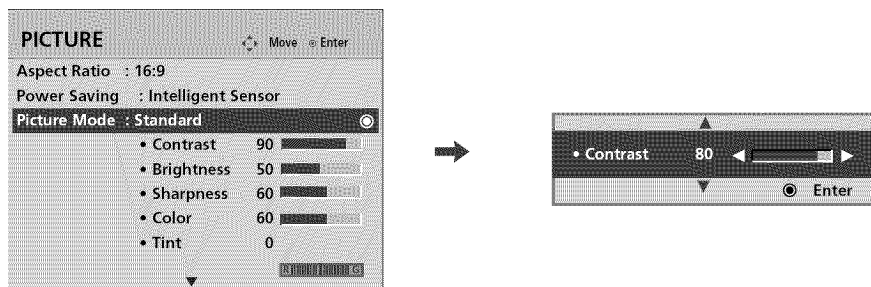 PICTURE
Move Enter
Aspect Ratio : 16:9
Power Saving : Intelligent Sensor
Picture Mode : Standard
• Contrast 90
• Brightness 50
• Sharpness 60
• Color 60
• Tint 0
R G
• Contrast 80
Enter